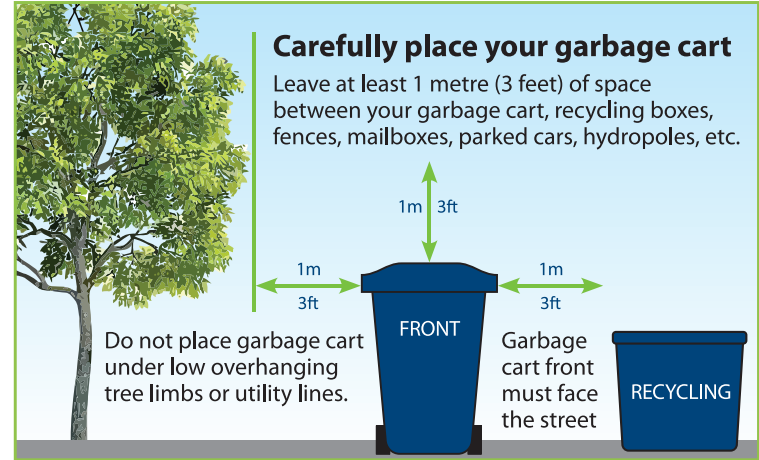 Carefully place your garbage cart
Leave at least 1 metre (3 feet) of space
between your garbage cart, recycling boxes,
fences, mailboxes, parked cars, hydropoles, etc.
1m 3ft
1m
3ft
1m
3ft
Do not place garbage cart
under low overhanging
tree limbs or utility lines.
FRONT
Garbage
cart front
must face
the street
RECYCLING